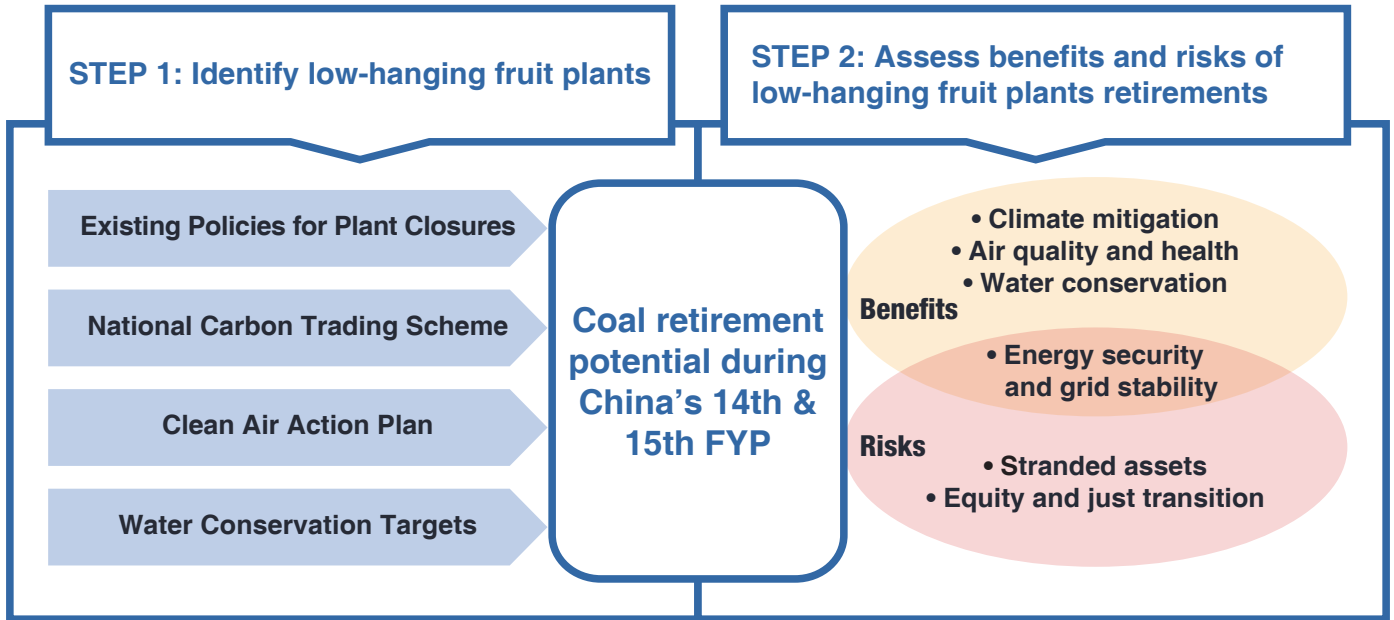 STEP 1: Identify low-hanging fruit plants
STEP 2: Assess benefits and risks of
low-hanging fruit plants retirements
Existing Policies for Plant Closures
National Carbon Trading Scheme
Clean Air Action Plan
Water Conservation Targets
Coal retirement
potential during
China’s 14th &
15th FYP
• Climate mitigation
• Air quality and health
• Water conservation
Benefits
• Energy security
and grid stability
Risks
• Stranded assets
• Equity and just transition